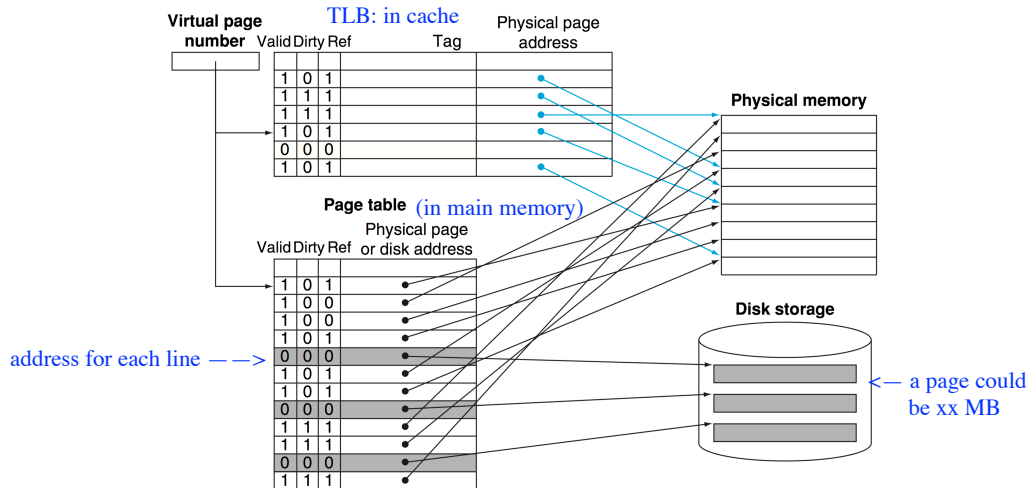 TLB: in cache
Virtual page
number
Valid Dirty Ref
Tag
Physical page
address
1 0 1
1 1 1
1 1 1
1 0 1
0 0 0
1 0 1
Physical memory
Page table (in main memory)
Physical page
or disk address
Valid Dirty Ref
1 0 1
1 0 0
1 0 0
1 0 1
0 0 0
1 0 1
1 0 1
0 0 0
1 1 1
1 1 1
0 0 0
1 1 1
address for each line — —>
Disk storage
<— a page could
be xx MB